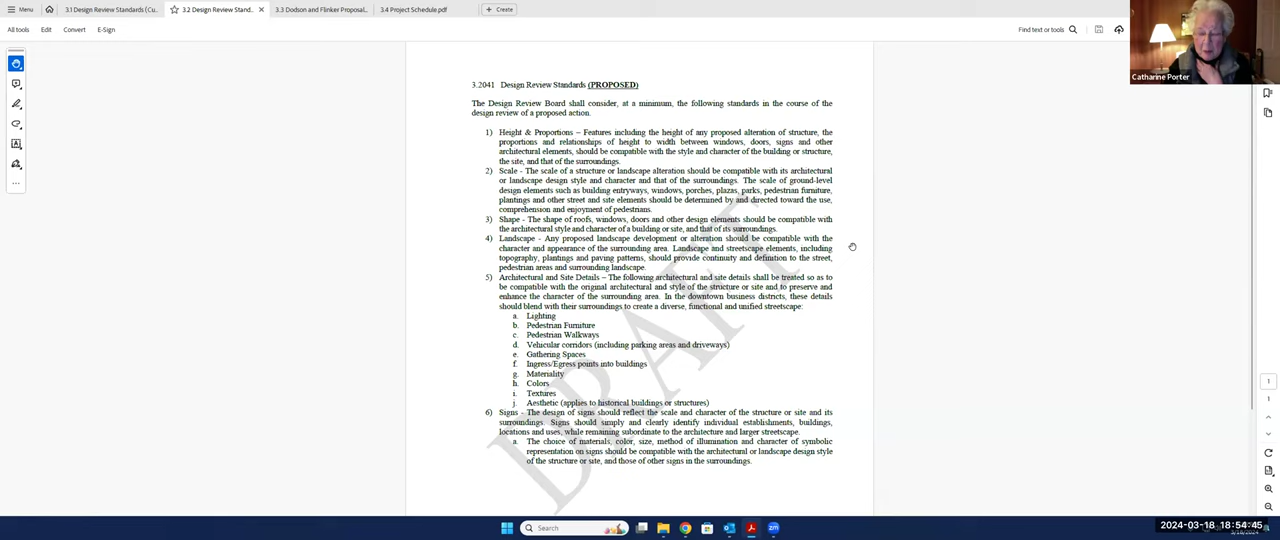 Menu
3.1 Design Review Standards (Cu...
3.2 Design Review Stand...
3.3 Dodson and Flinker Proposal...
3.4 Project Schedule.pdf
Create
All tools Edit Convert E-Sign
Find text or tools
Catharine Porter
3.2041 Design Review Standards (PROPOSED)
The Design Review Board shall consider, at a minimum, the following standards in the course of the
design review of a proposed action.
1) Height & Proportions – Features including the height of any proposed alteration of structure, the
proportions and relationships of height to width between windows, doors, signs and other
architectural elements, should be compatible with the style and character of the building or structure,
the site, and that of the surroundings.
2) Scale - The scale of a structure or landscape alteration should be compatible with its architectural
or landscape design style and character and that of the surroundings. The scale of ground-level
design elements such as building entryways, windows, porches, plazas, parks, pedestrian furniture,
plantings and other street and site elements should be determined by and directed toward the use,
comprehension and enjoyment of pedestrians.
3) Shape - The shape of roofs, windows, doors and other design elements should be compatible with
the architectural style and character of a building or site, and that of its surroundings.
4) Landscape - Any proposed landscape development or alteration should be compatible with the
character and appearance of the surrounding area. Landscape and streetscape elements, including
topography, plantings and paving patterns, should provide continuity and definition to the street,
pedestrian areas and surrounding landscape.
5) Architectural and Site Details – The following architectural and site details shall be treated so as to
be compatible with the original architectural and style of the structure or site and to preserve and
enhance the character of the surrounding area. In the downtown business districts, these details
should blend with their surroundings to create a diverse, functional and unified streetscape:
a. Lighting
b. Pedestrian Furniture
c. Pedestrian Walkways
d. Vehicular corridors (including parking areas and driveways)
e. Gathering Spaces
f. Ingress/Egress points into buildings
g. Materiality
h. Colors
i. Textures
j. Aesthetic (applies to historical buildings or structures)
6) Signs - The design of signs should reflect the scale and character of the structure or site and its
surroundings. Signs should simply and clearly identify individual establishments, buildings,
locations and uses, while remaining subordinate to the architecture and larger streetscape.
a. The choice of materials, color, size, method of illumination and character of symbolic
representation on signs should be compatible with the architectural or landscape design style
of the structure or site, and those of other signs in the surroundings.
DRAFT
1
1
Search
2024-03-18 18:54:45
3/18/2024